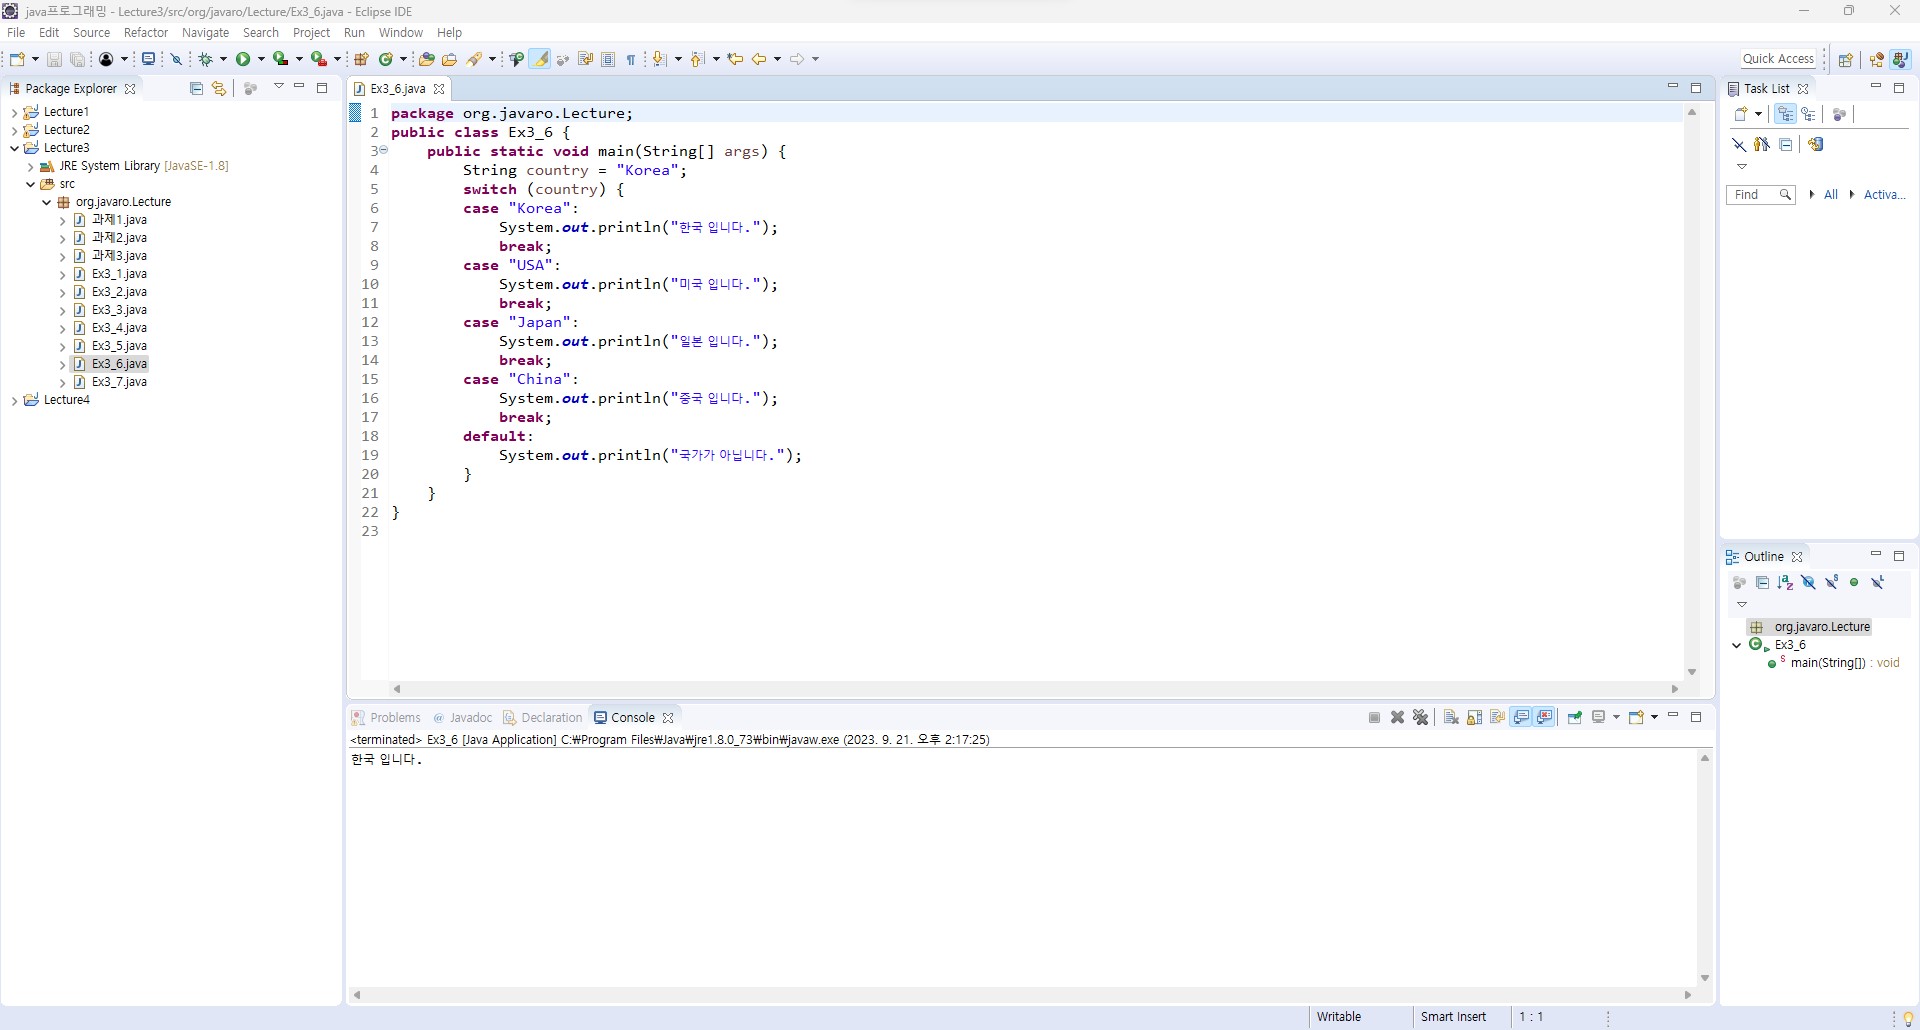 java프로그래밍 - Lecture3/src/org/javaro/Lecture/Ex3_6.java - Eclipse IDE
File Edit Source Refactor Navigate Search Project Run Window Help
Quick Access
Package Explorer
Lecture1
Lecture2
Lecture3
JRE System Library [JavaSE-1.8]
src
org.javaro.Lecture
과제1.java
과제2.java
과제3.java
Ex3_1.java
Ex3_2.java
Ex3_3.java
Ex3_4.java
Ex3_5.java
Ex3_6.java
Ex3_7.java
Lecture4
Ex3_6.java
1 package org.javaro.Lecture;
2 public class Ex3_6 {
3 public static void main(String[] args) {
4 String country = "Korea";
5 switch (country) {
6 case "Korea":
7 System.out.println("한국 입니다.");
8 break;
9 case "USA":
10 System.out.println("미국 입니다.");
11 break;
12 case "Japan":
13 System.out.println("일본 입니다.");
14 break;
15 case "China":
16 System.out.println("중국 입니다.");
17 break;
18 default:
19 System.out.println("국가가 아닙니다.");
20 }
21 }
22 }
23
Problems @ Javadoc Declaration Console
<terminated> Ex3_6 [Java Application] C:₩Program Files₩Java₩jre1.8.0_73₩bin₩javaw.exe (2023. 9. 21. 오후 2:17:25)
한국 입니다.
Task List
Find All Activa...
Outline
org.javaro.Lecture
Ex3_6
main(String[]) : void
Writable Smart Insert 1 : 1